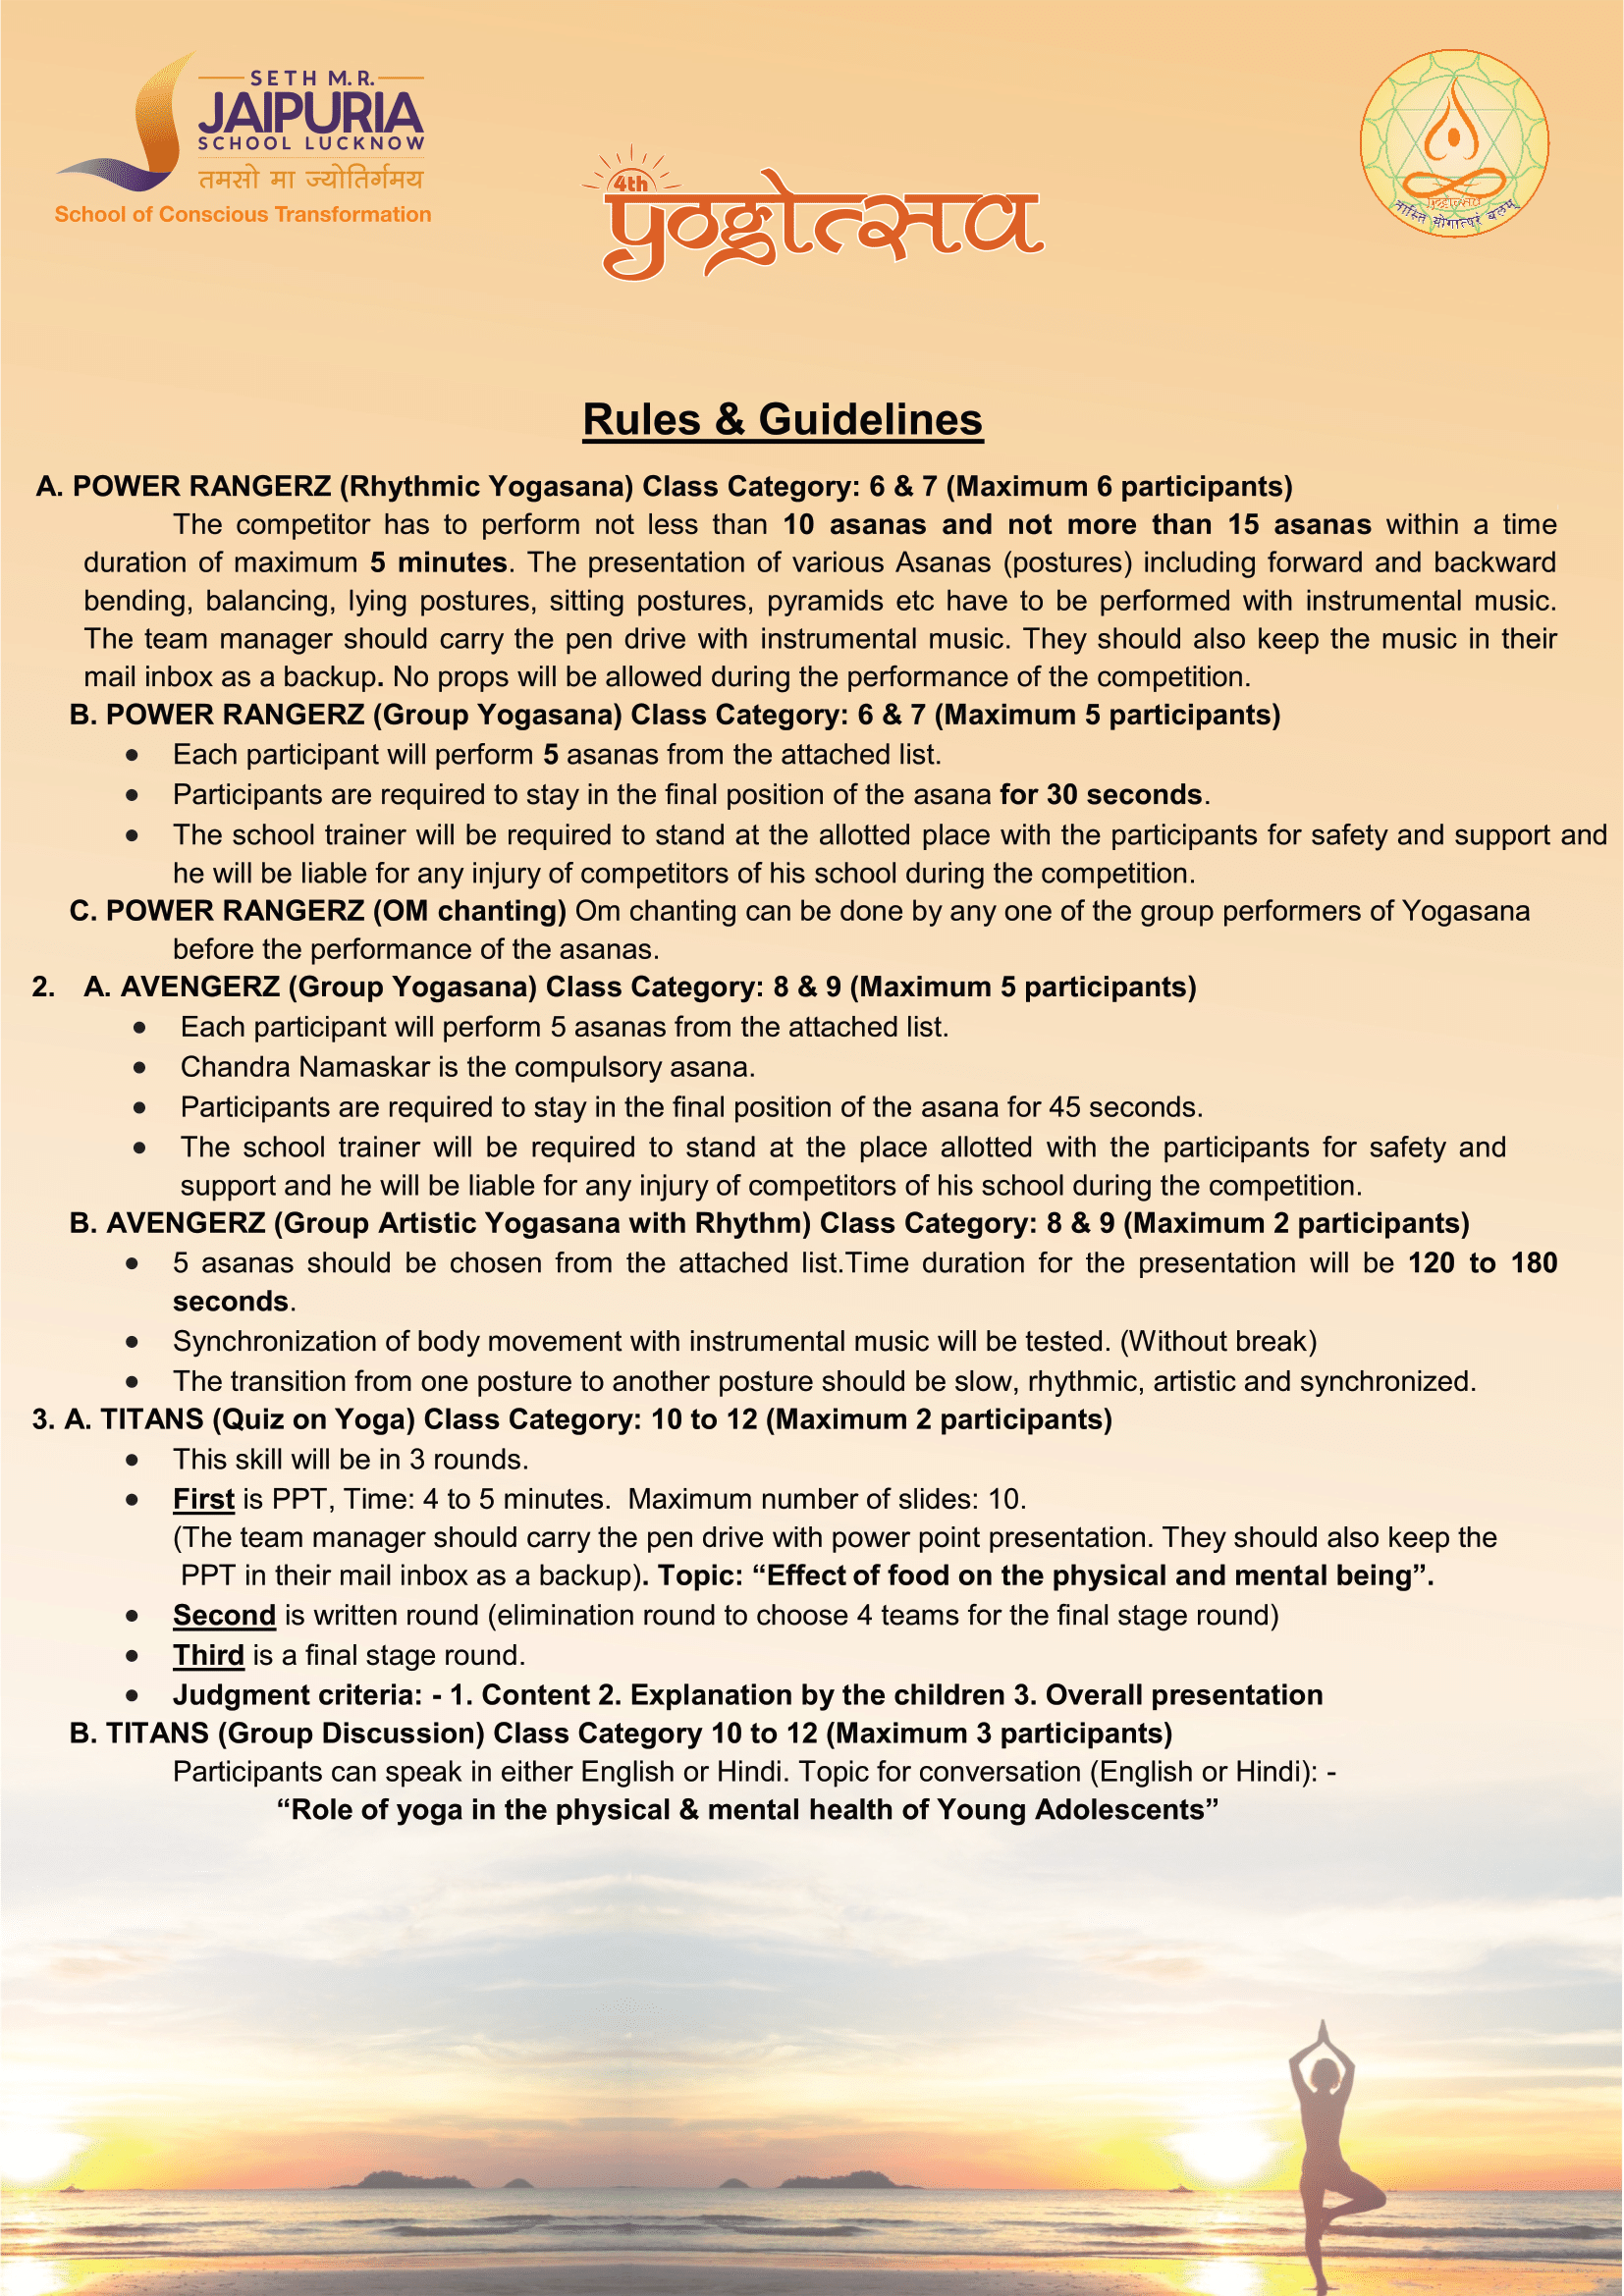 SETH M.R.
JAIPURIA
SCHOOL LUCKNOW
तमसो मा ज्योतिर्गमय
School of Conscious Transformation
4th
yogोत्सव
योगोत्सव
नास्ति योगात्परं बलम्
Rules & Guidelines
A. POWER RANGERZ (Rhythmic Yogasana) Class Category: 6 & 7 (Maximum 6 participants)
The competitor has to perform not less than 10 asanas and not more than 15 asanas within a time
duration of maximum 5 minutes. The presentation of various Asanas (postures) including forward and backward
bending, balancing, lying postures, sitting postures, pyramids etc have to be performed with instrumental music.
The team manager should carry the pen drive with instrumental music. They should also keep the music in their
mail inbox as a backup. No props will be allowed during the performance of the competition.
B. POWER RANGERZ (Group Yogasana) Class Category: 6 & 7 (Maximum 5 participants)
• Each participant will perform 5 asanas from the attached list.
• Participants are required to stay in the final position of the asana for 30 seconds.
• The school trainer will be required to stand at the allotted place with the participants for safety and support and
he will be liable for any injury of competitors of his school during the competition.
C. POWER RANGERZ (OM chanting) Om chanting can be done by any one of the group performers of Yogasana
before the performance of the asanas.
2. A. AVENGERZ (Group Yogasana) Class Category: 8 & 9 (Maximum 5 participants)
• Each participant will perform 5 asanas from the attached list.
• Chandra Namaskar is the compulsory asana.
• Participants are required to stay in the final position of the asana for 45 seconds.
• The school trainer will be required to stand at the place allotted with the participants for safety and
support and he will be liable for any injury of competitors of his school during the competition.
B. AVENGERZ (Group Artistic Yogasana with Rhythm) Class Category: 8 & 9 (Maximum 2 participants)
• 5 asanas should be chosen from the attached list.Time duration for the presentation will be 120 to 180
seconds.
• Synchronization of body movement with instrumental music will be tested. (Without break)
• The transition from one posture to another posture should be slow, rhythmic, artistic and synchronized.
3. A. TITANS (Quiz on Yoga) Class Category: 10 to 12 (Maximum 2 participants)
• This skill will be in 3 rounds.
• First is PPT, Time: 4 to 5 minutes. Maximum number of slides: 10.
(The team manager should carry the pen drive with power point presentation. They should also keep the
PPT in their mail inbox as a backup). Topic: “Effect of food on the physical and mental being”.
• Second is written round (elimination round to choose 4 teams for the final stage round)
• Third is a final stage round.
• Judgment criteria: - 1. Content 2. Explanation by the children 3. Overall presentation
B. TITANS (Group Discussion) Class Category 10 to 12 (Maximum 3 participants)
Participants can speak in either English or Hindi. Topic for conversation (English or Hindi): -
“Role of yoga in the physical & mental health of Young Adolescents”